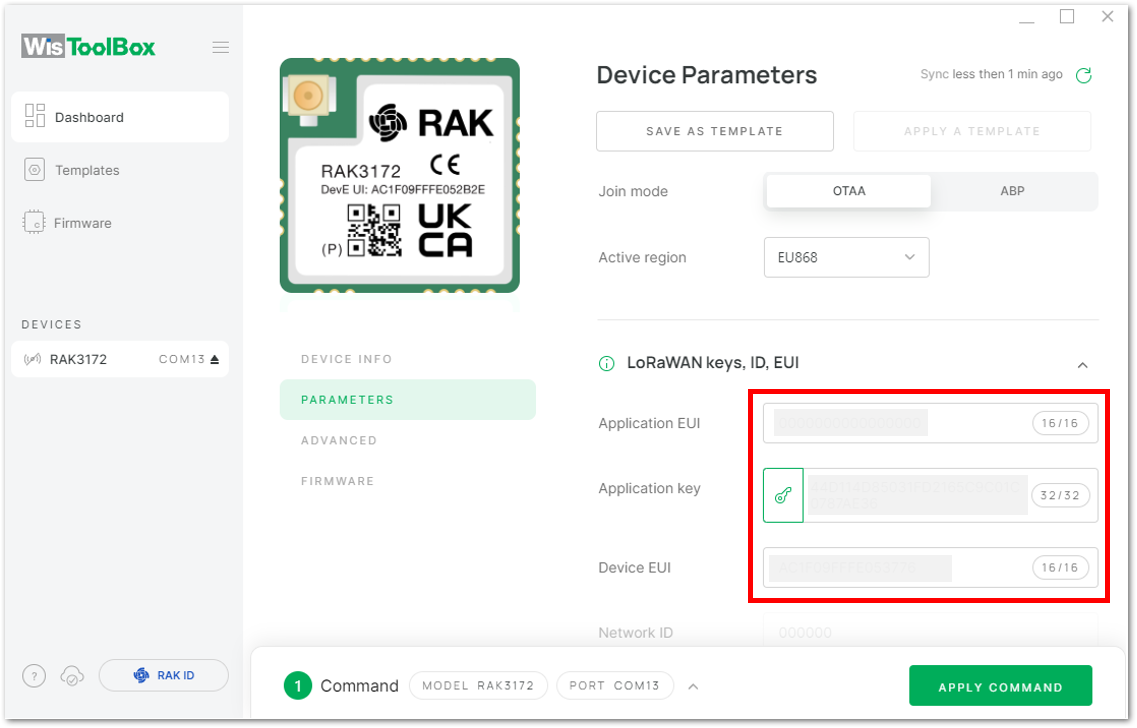 WisToolBox
Dashboard
Templates
Firmware
DEVICES
RAK3172 COM13
?
RAK ID
RAK
RAK3172
DevE UI: AC1F09FFFE052B2E
CE
(P)
UK
CA
DEVICE INFO
PARAMETERS
ADVANCED
FIRMWARE
Device Parameters
Sync less then 1 min ago
SAVE AS TEMPLATE
APPLY A TEMPLATE
Join mode
OTAA
ABP
Active region
EU868
LoRaWAN keys, ID, EUI
Application EUI
16/16
Application key
32/32
Device EUI
16/16
Network ID
000000
1 Command
MODEL RAK3172
PORT COM13
APPLY COMMAND